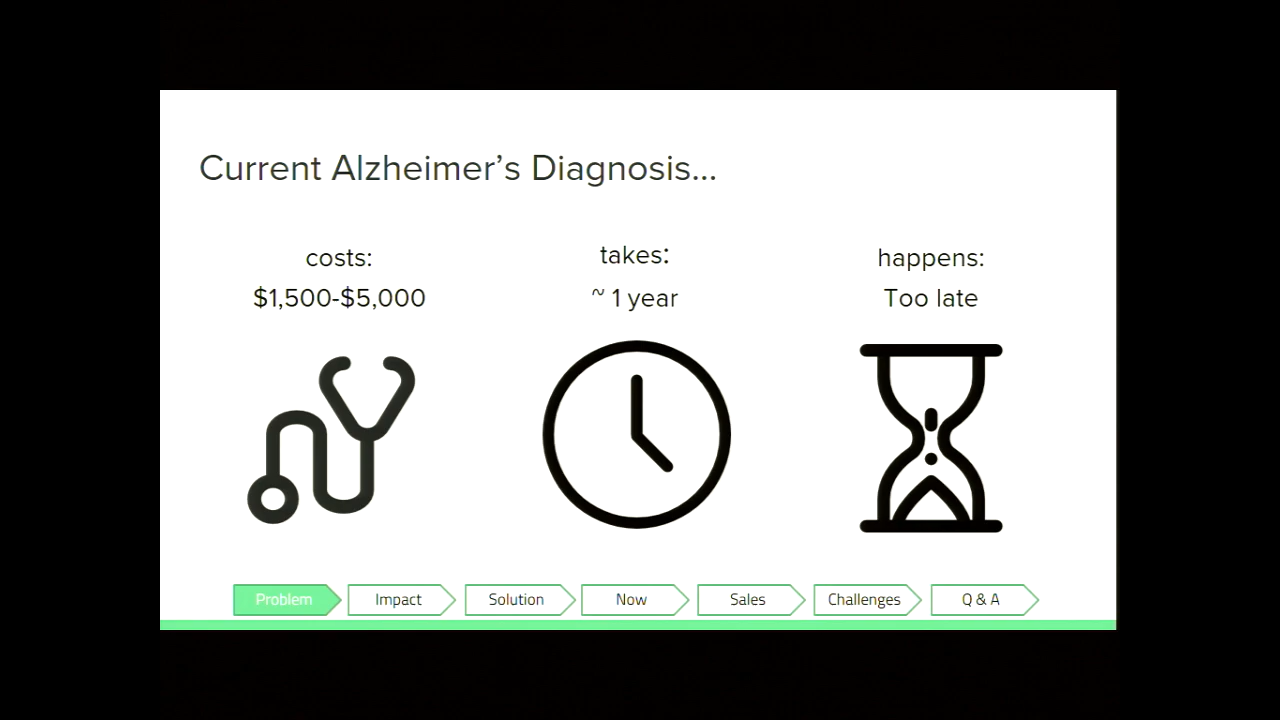 Current Alzheimer’s Diagnosis...
costs:
$1,500-$5,000
takes:
~ 1 year
happens:
Too late
Problem
Impact
Solution
Now
Sales
Challenges
Q & A